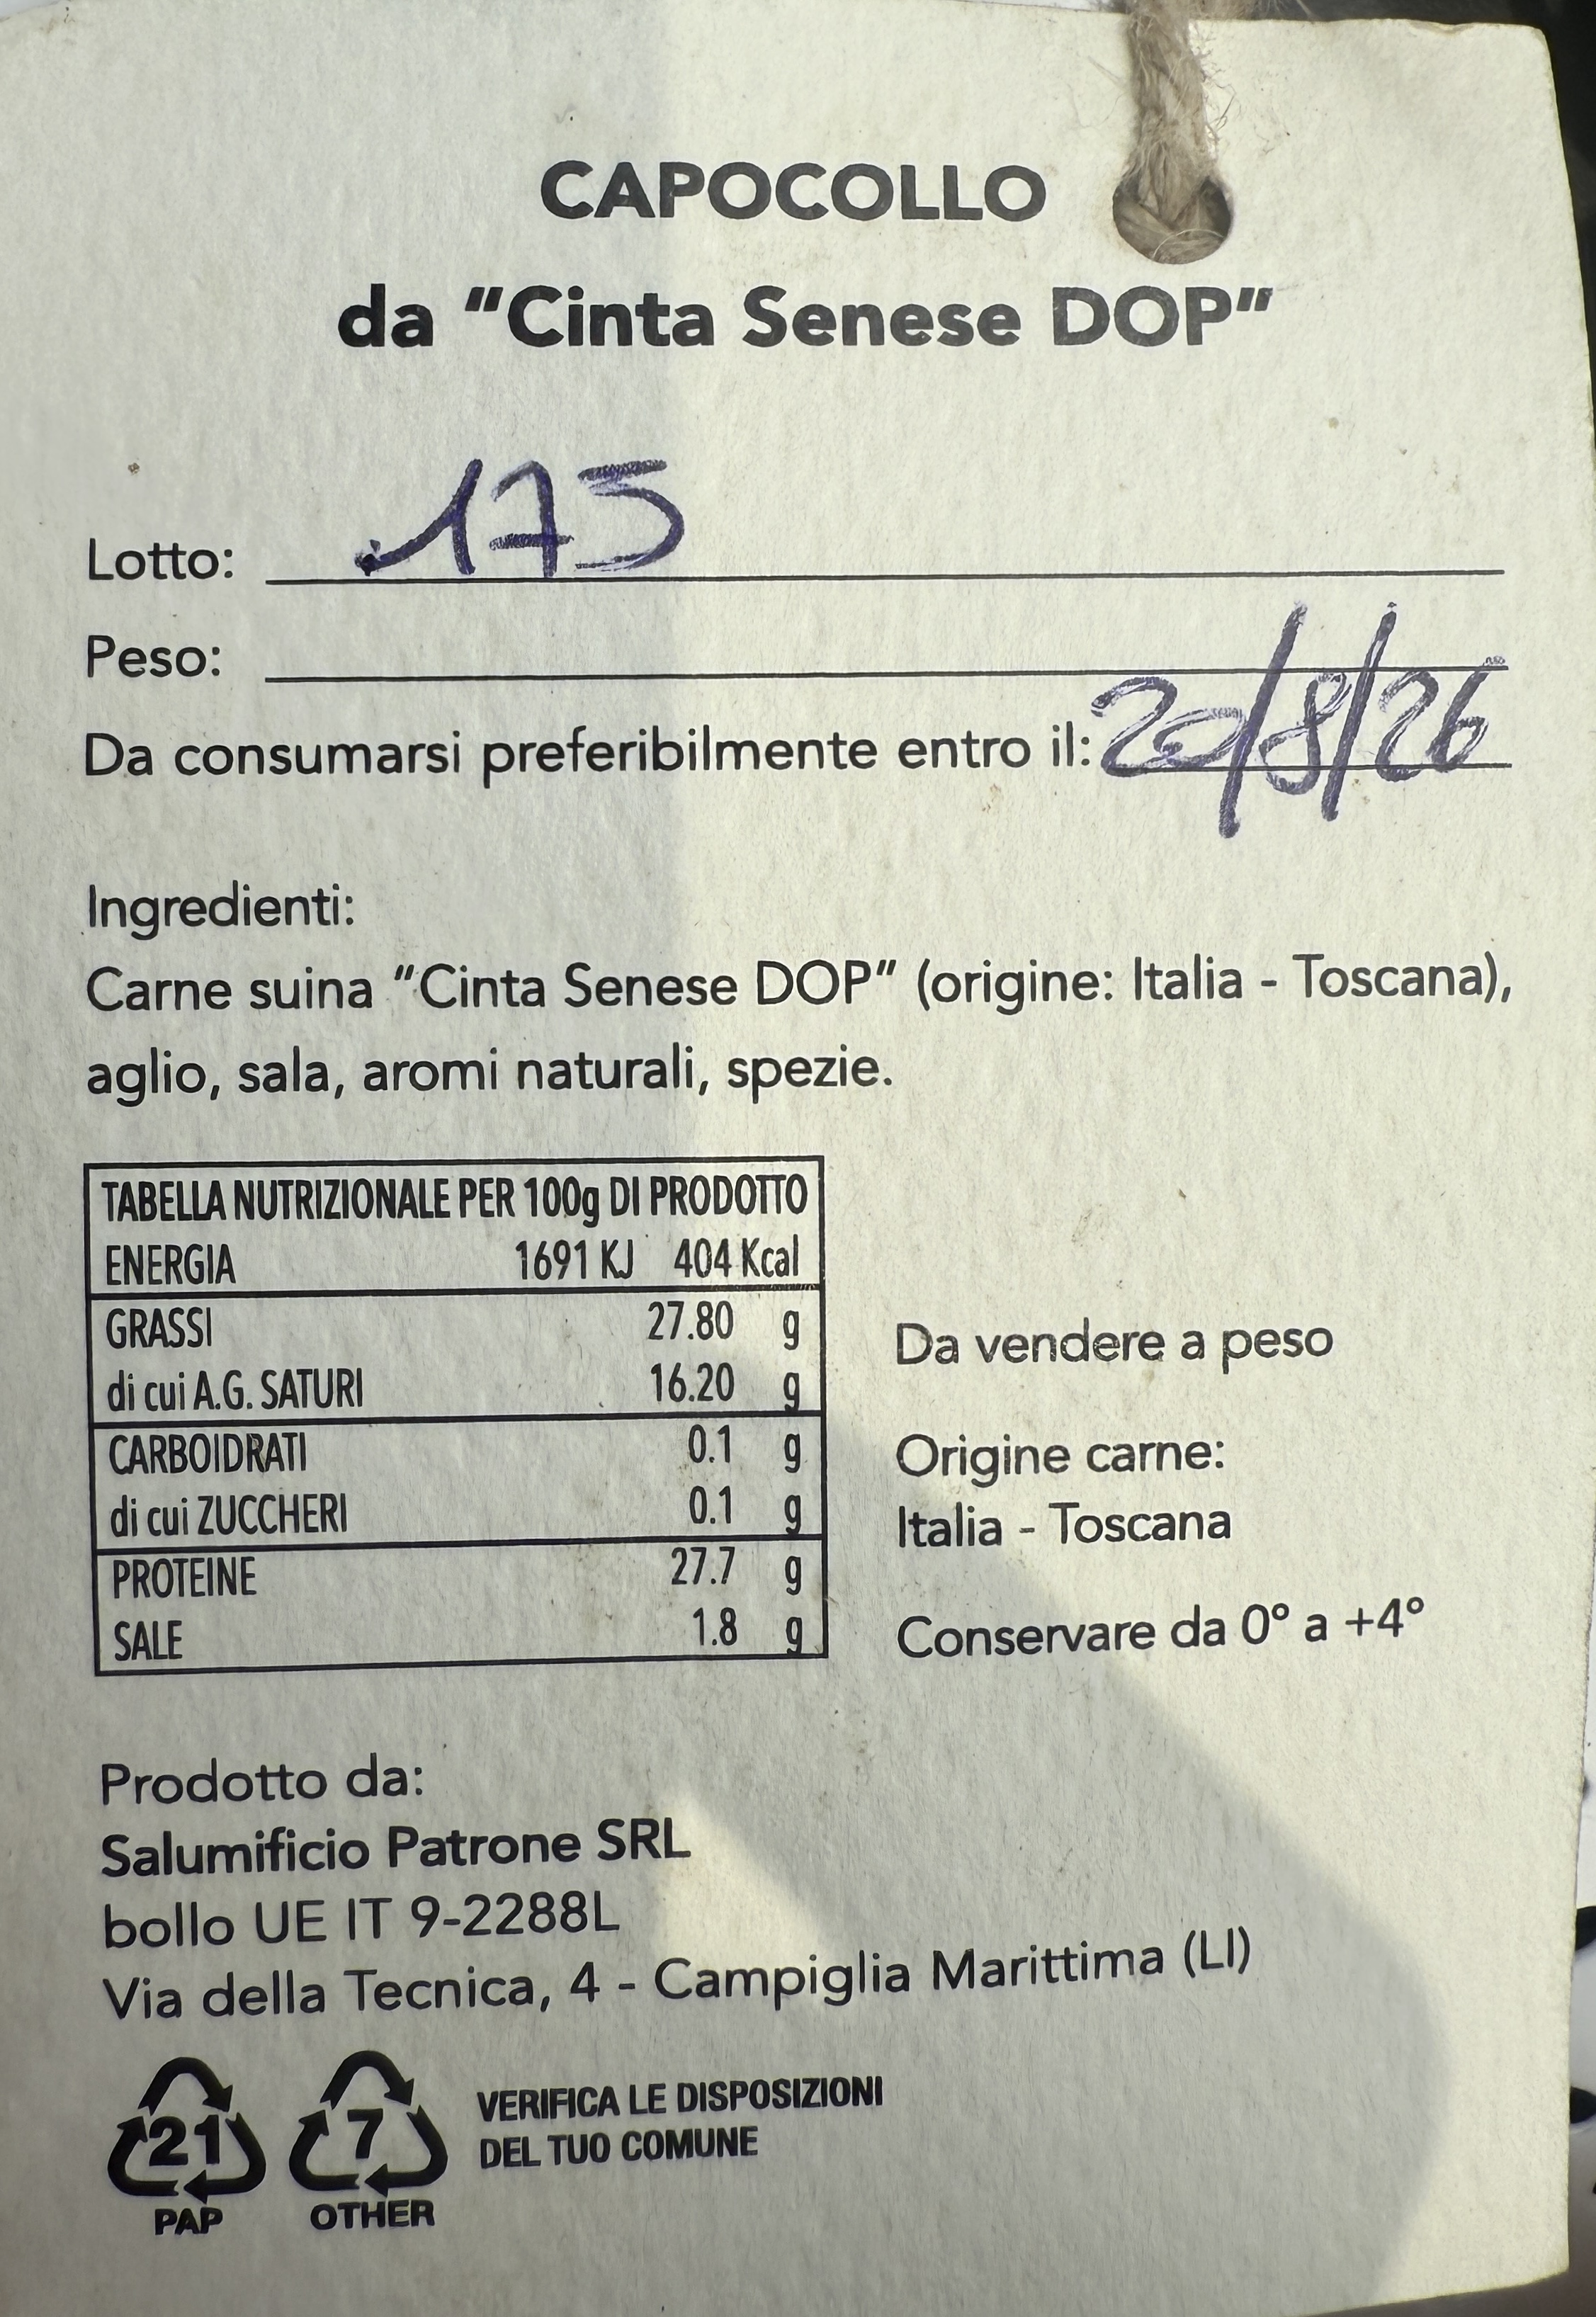 CAPOCOLLO
da "Cinta Senese DOP"
Lotto: 175
Peso:
Da consumarsi preferibilmente entro il: 20/8/26
Ingredienti:
Carne suina "Cinta Senese DOP" (origine: Italia - Toscana),
aglio, sala, aromi naturali, spezie.
TABELLA NUTRIZIONALE PER 100g DI PRODOTTO
ENERGIA 1691 KJ 404 Kcal
GRASSI 27.80 g
di cui A.G. SATURI 16.20 g
CARBOIDRATI 0.1 g
di cui ZUCCHERI 0.1 g
PROTEINE 27.7 g
SALE 1.8 g
Da vendere a peso
Origine carne:
Italia - Toscana
Conservare da 0° a +4°
Prodotto da:
Salumificio Patrone SRL
bollo UE IT 9-2288L
Via della Tecnica, 4 - Campiglia Marittima (LI)
21 7 VERIFICA LE DISPOSIZIONI
DEL TUO COMUNE
PAP OTHER